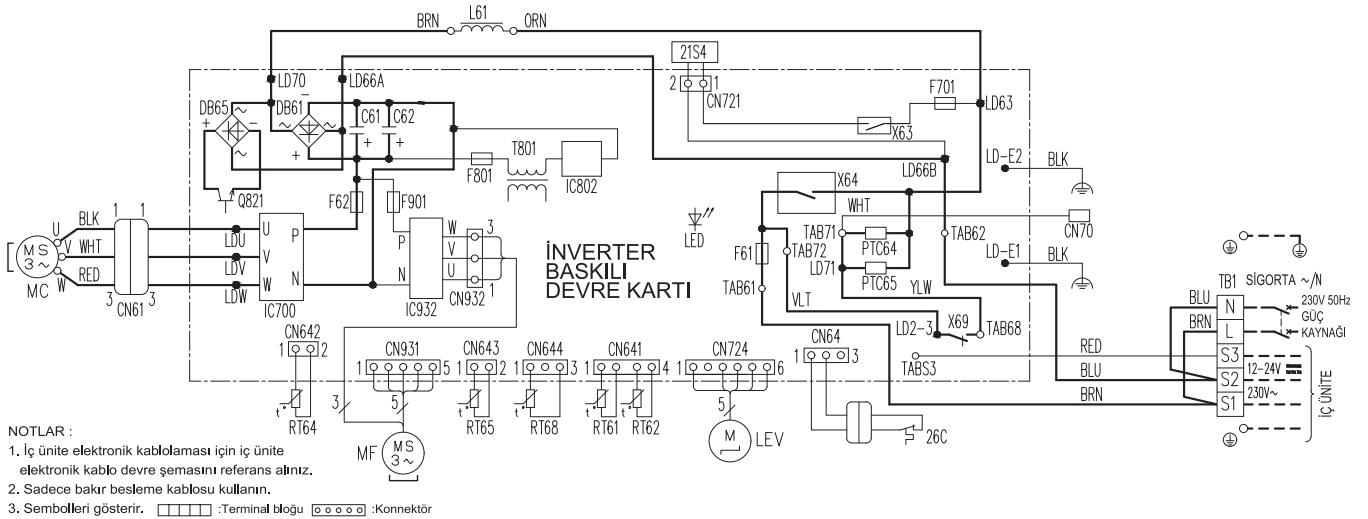 BRN L61 ORN
21S4
LD70 LD66A
2 1
CN721
F701
LD63
DB65 DB61
C61 C62
X63
T801
F801
IC802
LD66B
LD-E2 BLK
Q821
F62 F901
X64
WHT
CN70
LED
TAB71 PTC64
TAB62
F61 TAB72
LD71 PTC65
LD-E1 BLK
TAB61
VLT YLW
LD2-3 X69 TAB68
U BLK 1 1
MS 3~ V WHT
W RED 3 3
MC CN61
LDU U P
LDV V
LDW W N
IC700
P W 3
V
N U 1
IC932 CN932
İNVERTER
BASKILI
DEVRE KARTI
TB1 SİGORTA ~/N
BLU N 230V 50Hz
GÜÇ
BRN L KAYNAĞI
RED S3
12-24V
BLU S2
230V~
BRN S1
İÇ ÜNİTE
TABS3
CN642
1 2
CN931
1 5
CN643
1 2
CN644
1 3
CN641
1 4
CN724
1 6
CN64
1 3
t° RT64
3
5
MF MS 3~
t° RT65
t° RT68
t° RT61
t° RT62
5
M LEV
26C
NOTLAR :
1. İç ünite elektronik kablolaması için iç ünite
elektronik kablo devre şemasını referans alınız.
2. Sadece bakır besleme kablosu kullanın.
3. Sembolleri gösterir. :Terminal bloğu :Konnektör